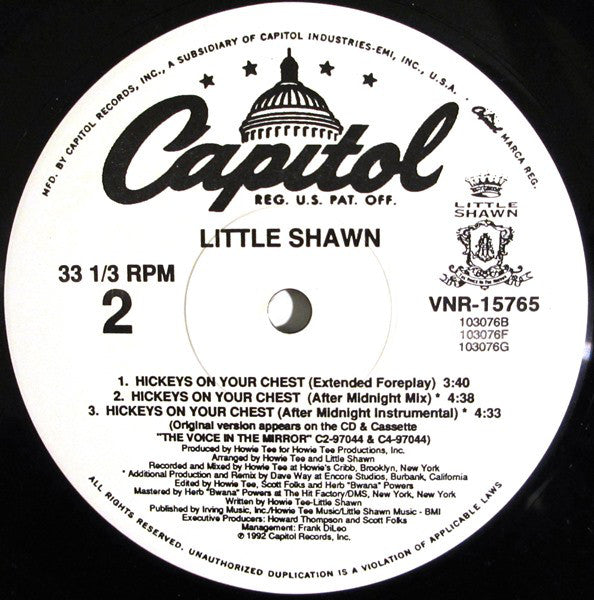 MFD. BY CAPITOL RECORDS, INC., A SUBSIDIARY OF CAPITOL INDUSTRIES-EMI, INC., U.S.A. · Capitol MARCA REG.
Capitol
REG. U.S. PAT. OFF.
LITTLE
SHAWN
LITTLE SHAWN
33 1/3 RPM
2
VNR-15765
103076B
103076F
103076G
1. HICKEYS ON YOUR CHEST (Extended Foreplay) 3:40
2. HICKEYS ON YOUR CHEST (After Midnight Mix) * 4:38
3. HICKEYS ON YOUR CHEST (After Midnight Instrumental) * 4:33
(Original version appears on the CD & Cassette
"THE VOICE IN THE MIRROR" C2-97044 & C4-97044)
Produced by Howie Tee for Howie Tee Productions, Inc.
Arranged by Howie Tee and Little Shawn
Recorded and Mixed by Howie Tee at Howie's Cribb, Brooklyn, New York
* Additional Production and Remix by Dave Way at Encore Studios, Burbank, California
Edited by Howie Tee, Scott Folks and Herb "Bwana" Powers
Mastered by Herb "Bwana" Powers at The Hit Factory/DMS, New York, New York
Written by Howie Tee-Little Shawn
Published by Irving Music, Inc./Howie Tee Music/Little Shawn Music - BMI
Executive Producers: Howard Thompson and Scott Folks
Management: Frank DiLeo
℗ 1992 Capitol Records, Inc.
ALL RIGHTS RESERVED. UNAUTHORIZED DUPLICATION IS A VIOLATION OF APPLICABLE LAWS